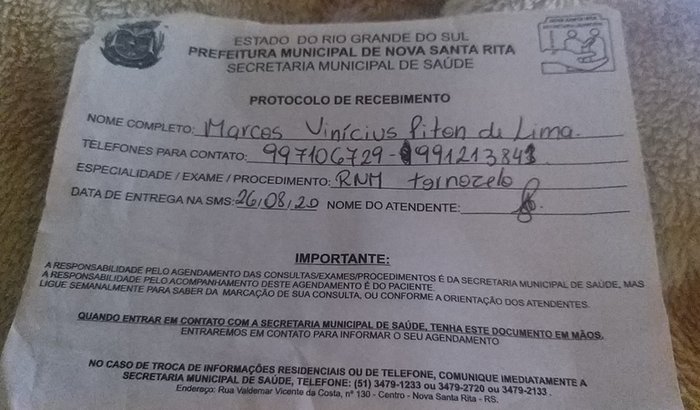 ESTADO DO RIO GRANDE DO SUL
PREFEITURA MUNICIPAL DE NOVA SANTA RITA
SECRETARIA MUNICIPAL DE SAÚDE
PROTOCOLO DE RECEBIMENTO
NOME COMPLETO: Marcos Vinícius Piton de Lima.
TELEFONES PARA CONTATO: 997106729 - 991213841
ESPECIALIDADE / EXAME / PROCEDIMENTO: RNM tornozelo
DATA DE ENTREGA NA SMS: 26,08,20 NOME DO ATENDENTE:
IMPORTANTE:
A RESPONSABILIDADE PELO AGENDAMENTO DAS CONSULTAS/EXAMES/PROCEDIMENTOS É DA SECRETARIA MUNICIPAL DE SAÚDE, MAS
A RESPONSABILIDADE PELO ACOMPANHAMENTO DESTE AGENDAMENTO É DO PACIENTE.
LIGUE SEMANALMENTE PARA SABER DA MARCAÇÃO DE SUA CONSULTA, OU CONFORME A ORIENTAÇÃO DOS ATENDENTES.
QUANDO ENTRAR EM CONTATO COM A SECRETARIA MUNICIPAL DE SAÚDE, TENHA ESTE DOCUMENTO EM MÃOS.
ENTRAREMOS EM CONTATO PARA INFORMAR O SEU AGENDAMENTO
NO CASO DE TROCA DE INFORMAÇÕES RESIDENCIAIS OU DE TELEFONE, COMUNIQUE IMEDIATAMENTE A
SECRETARIA MUNICIPAL DE SAÚDE, TELEFONE: (51) 3479-1233 ou 3479-2720 ou 3479-2133 .
Endereço: Rua Valdemar Vicente da Costa, n° 130 - Centro - Nova Santa Rita - RS.